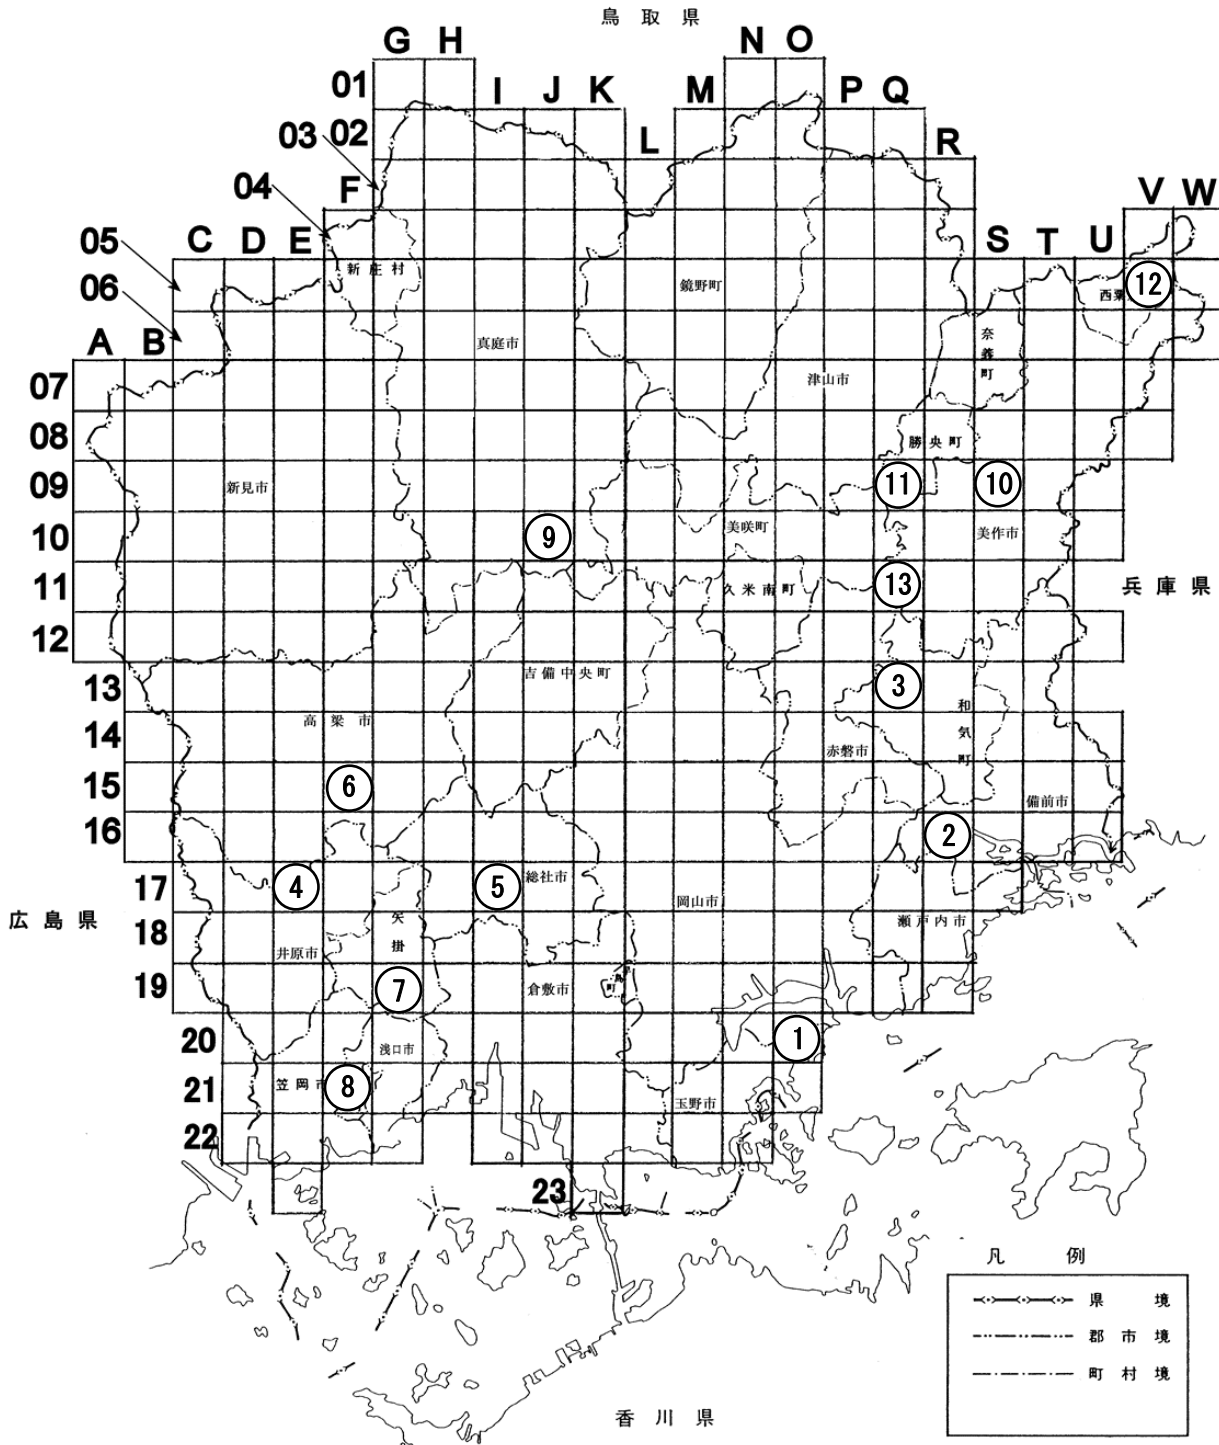 鳥取県
G H N O
01 I J K M P Q
03 02 L R
04 F V W
05 C D E S T U
新庄村 鏡野町 西粟 12
06
A B 真庭市 奈義町
07 津山市
08 勝央町
09 新見市 11 10
10 9 美咲町 美作市
11 久米南町 13 兵庫県
12
13 吉備中央町 3 和気町
14 高梁市 赤磐市
15 6 備前市
16 2
17 4 5 総社市 岡山市
広島県 矢掛
18 井原市 瀬戸内市
19 7 倉敷市 島町
20 浅口市 1
21 笠岡市 8 玉野市
22
23
凡例
県境
郡市境
町村境
香川県